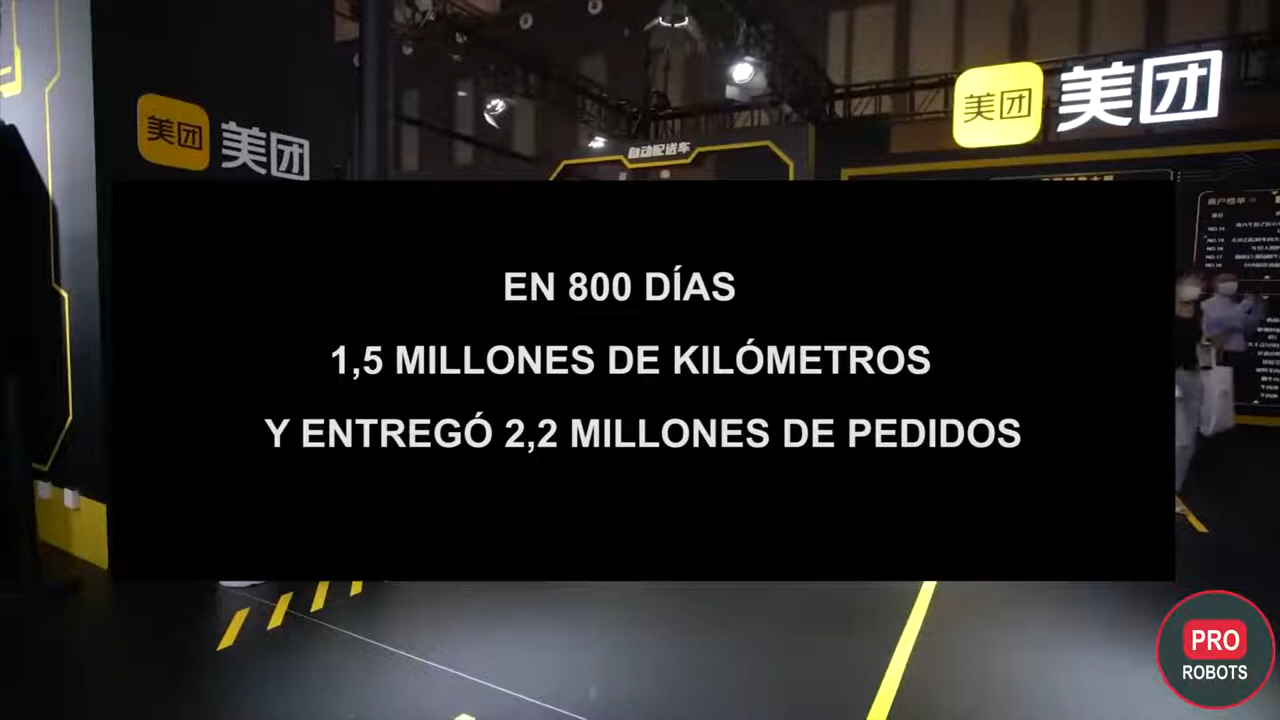 美团
美团
美团
美团
自动配送车
EN 800 DÍAS
1,5 MILLONES DE KILÓMETROS
Y ENTREGÓ 2,2 MILLONES DE PEDIDOS
PRO
ROBOTS